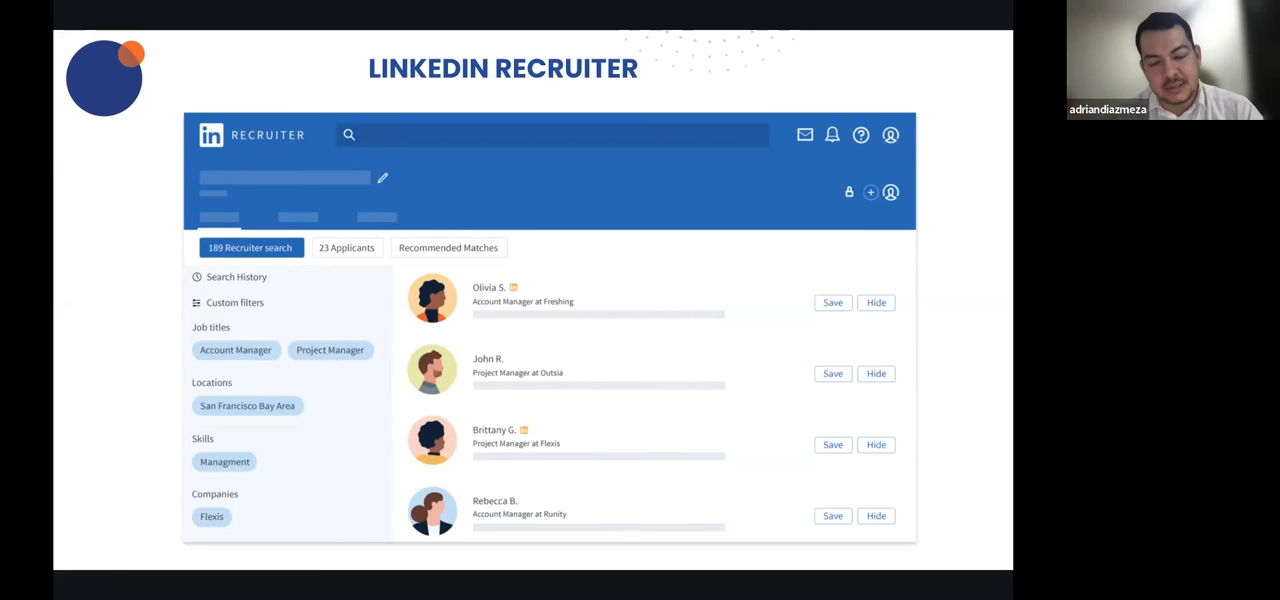 LINKEDIN RECRUITER
adriandiazmeza
in RECRUITER
189 Recruiter search
23 Applicants
Recommended Matches
Search History
Custom filters
Job titles
Account Manager
Project Manager
Locations
San Francisco Bay Area
Skills
Managment
Companies
Flexis
Olivia S. in
Account Manager at Freshing
Save
Hide
John R.
Project Manager at Outsia
Save
Hide
Brittany G. in
Project Manager at Flexis
Save
Hide
Rebecca B.
Account Manager at Runity
Save
Hide